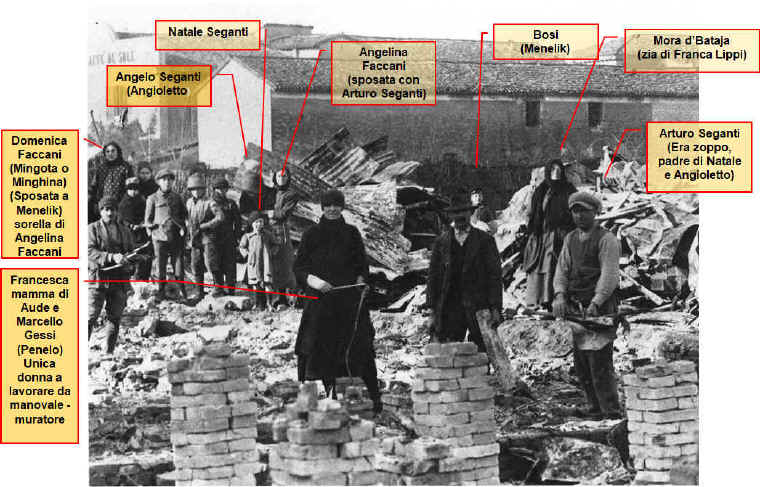 Natale Seganti
Angelo Seganti
(Angioletto
Angelina
Faccani
(sposata con
Arturo Seganti)
Bosi
(Menelik)
Mora d'Bataja
(zia di Franca Lippi)
Arturo Seganti
(Era zoppo,
padre di Natale
e Angioletto)
Domenica
Faccani
(Mingota o
Minghina)
(Sposata a
Menelik)
sorella di
Angelina
Faccani
Francesca
mamma di
Aude e
Marcello
Gessi
(Penelo)
Unica
donna a
lavorare da
manovale -
muratore